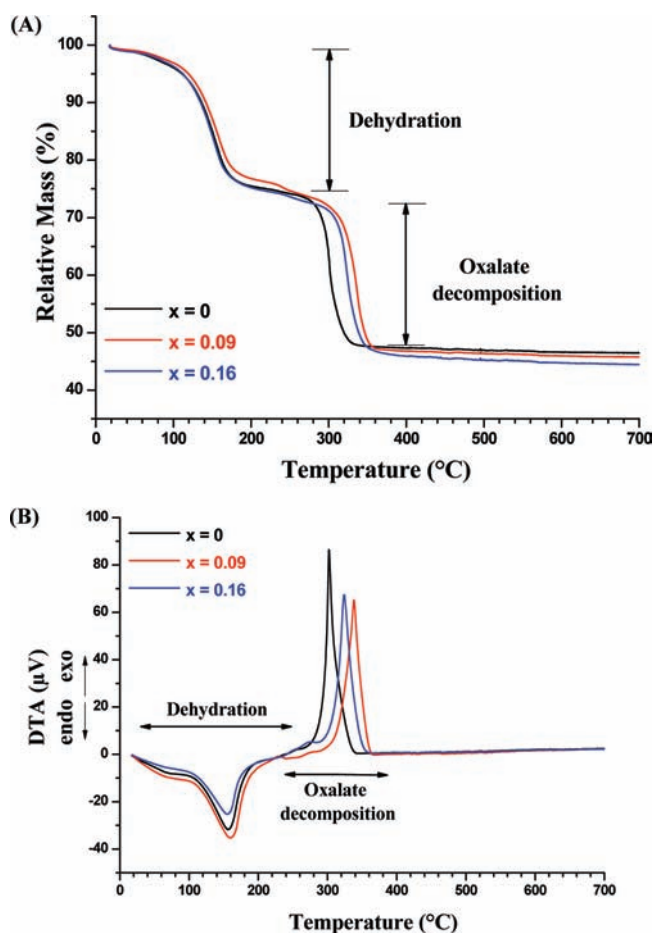 (A)
100
90
80
70
60
50
40
Relative Mass (%)
Dehydration
Oxalate
decomposition
x = 0
x = 0.09
x = 0.16
0 100 200 300 400 500 600 700
Temperature (°C)
(B)
100
80
60
40
20
0
-20
-40
DTA (µV)
endo exo
x = 0
x = 0.09
x = 0.16
Dehydration
Oxalate
decomposition
0 100 200 300 400 500 600 700
Temperature (°C)